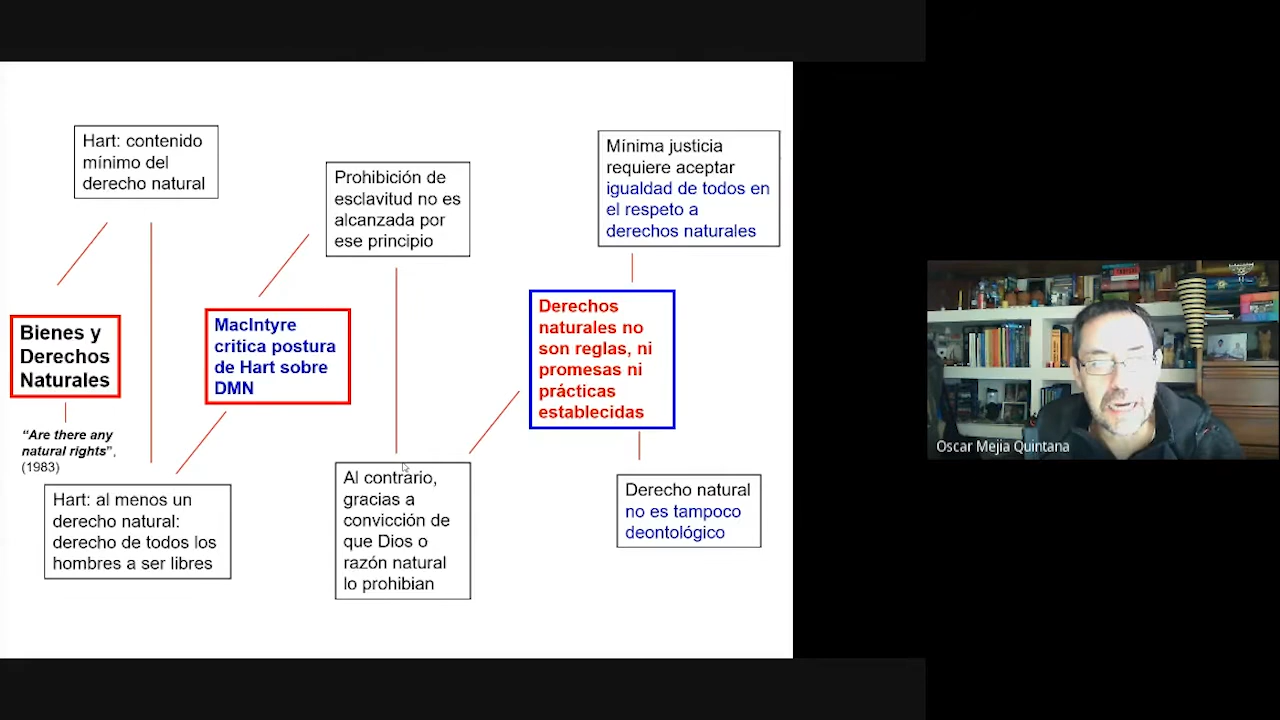 Hart: contenido
mínimo del
derecho natural
Bienes y
Derechos
Naturales
“Are there any
natural rights”,
(1983)
Hart: al menos un
derecho natural:
derecho de todos los
hombres a ser libres
MacIntyre
critica postura
de Hart sobre
DMN
Prohibición de
esclavitud no es
alcanzada por
ese principio
Al contrario,
gracias a
convicción de
que Dios o
razón natural
lo prohibian
Derechos
naturales no
son reglas, ni
promesas ni
prácticas
establecidas
Mínima justicia
requiere aceptar
igualdad de todos en
el respeto a
derechos naturales
Derecho natural
no es tampoco
deontológico
Oscar Mejia Quintana